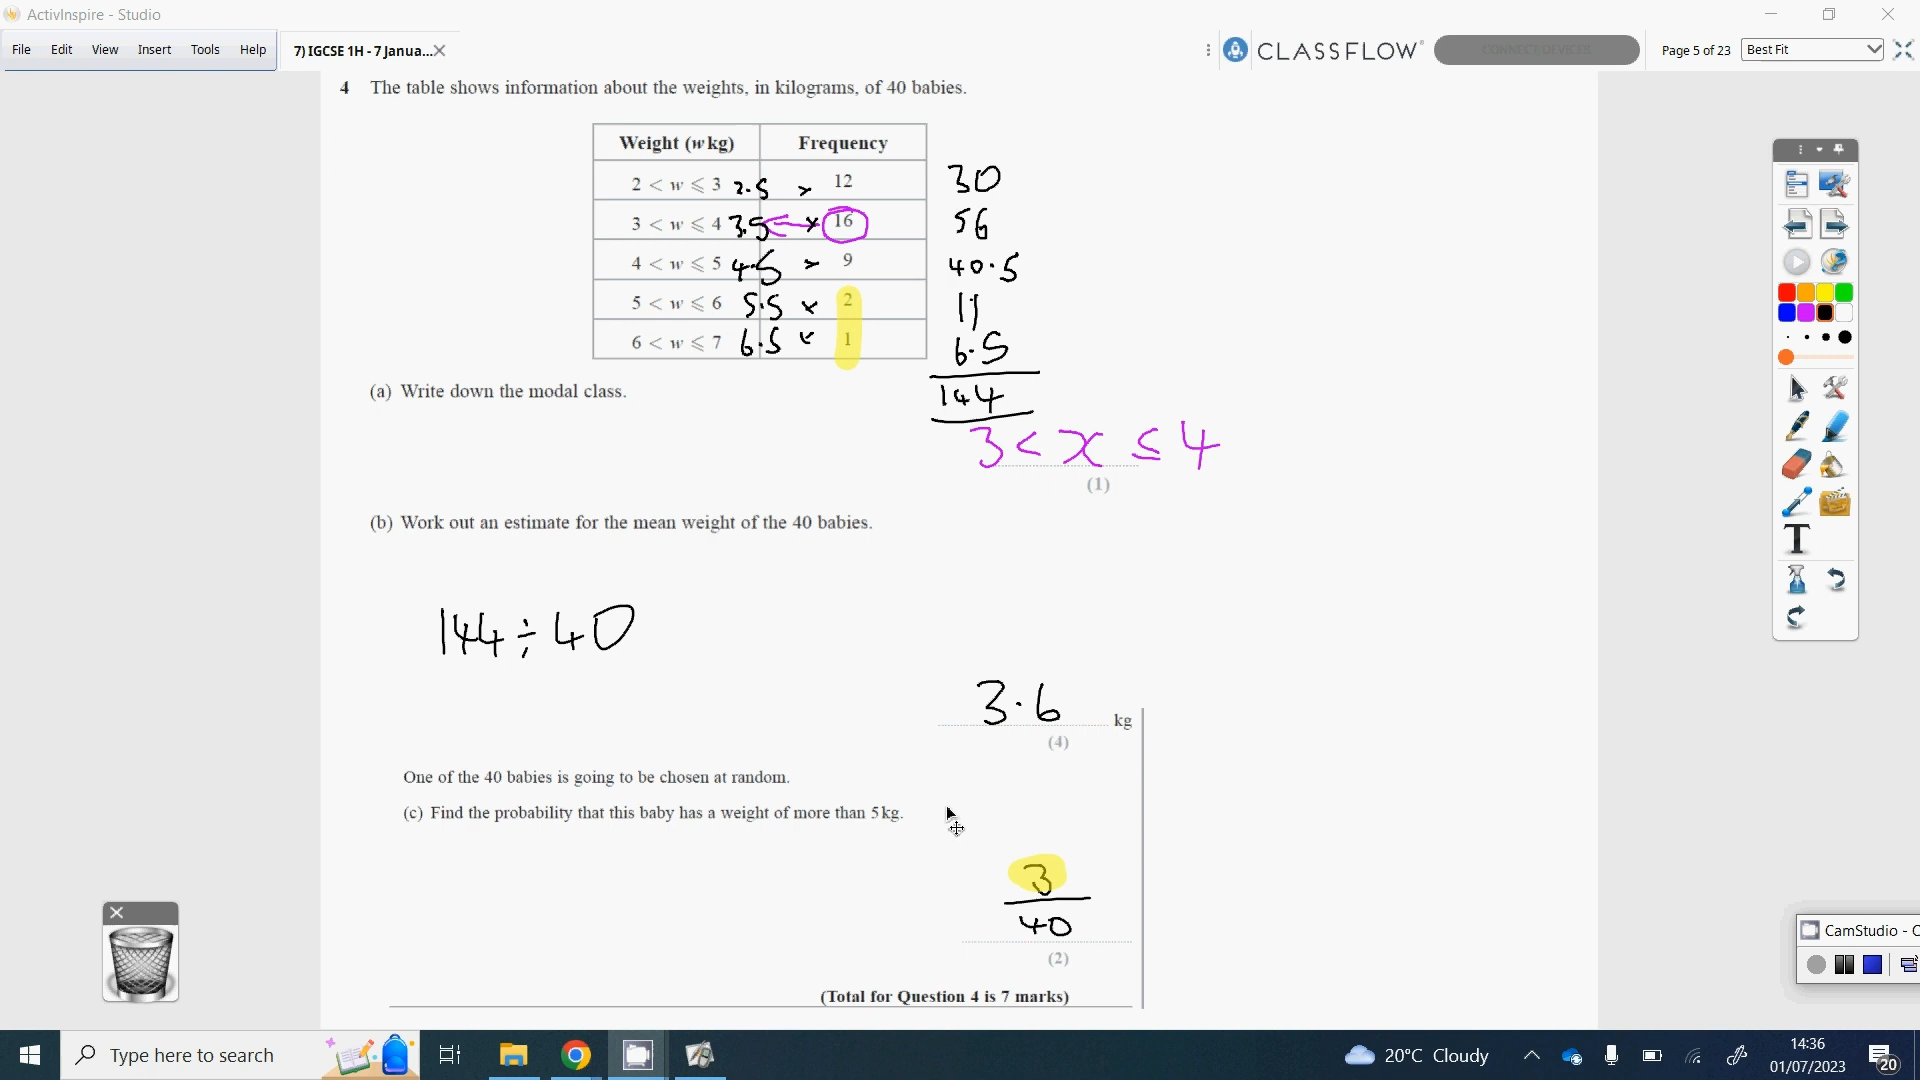 ActivInspire - Studio
File Edit View Insert Tools Help 7) IGCSE 1H - 7 Janua... CLASSFLOW CONNECT DEVICES Page 5 of 23 Best Fit
4 The table shows information about the weights, in kilograms, of 40 babies.
Weight (w kg) Frequency
2 < w ⩽ 3 2.5 × 12 30
3 < w ⩽ 4 3.5 × 16 56
4 < w ⩽ 5 4.5 × 9 40.5
5 < w ⩽ 6 5.5 × 2 11
6 < w ⩽ 7 6.5 × 1 6.5
144
(a) Write down the modal class.
3 < x ≤ 4
(1)
(b) Work out an estimate for the mean weight of the 40 babies.
144 ÷ 40
3.6 kg
(4)
One of the 40 babies is going to be chosen at random.
(c) Find the probability that this baby has a weight of more than 5 kg.
3
40
(2)
(Total for Question 4 is 7 marks)
T
CamStudio - O
Type here to search 20°C Cloudy 14:36
01/07/2023 20